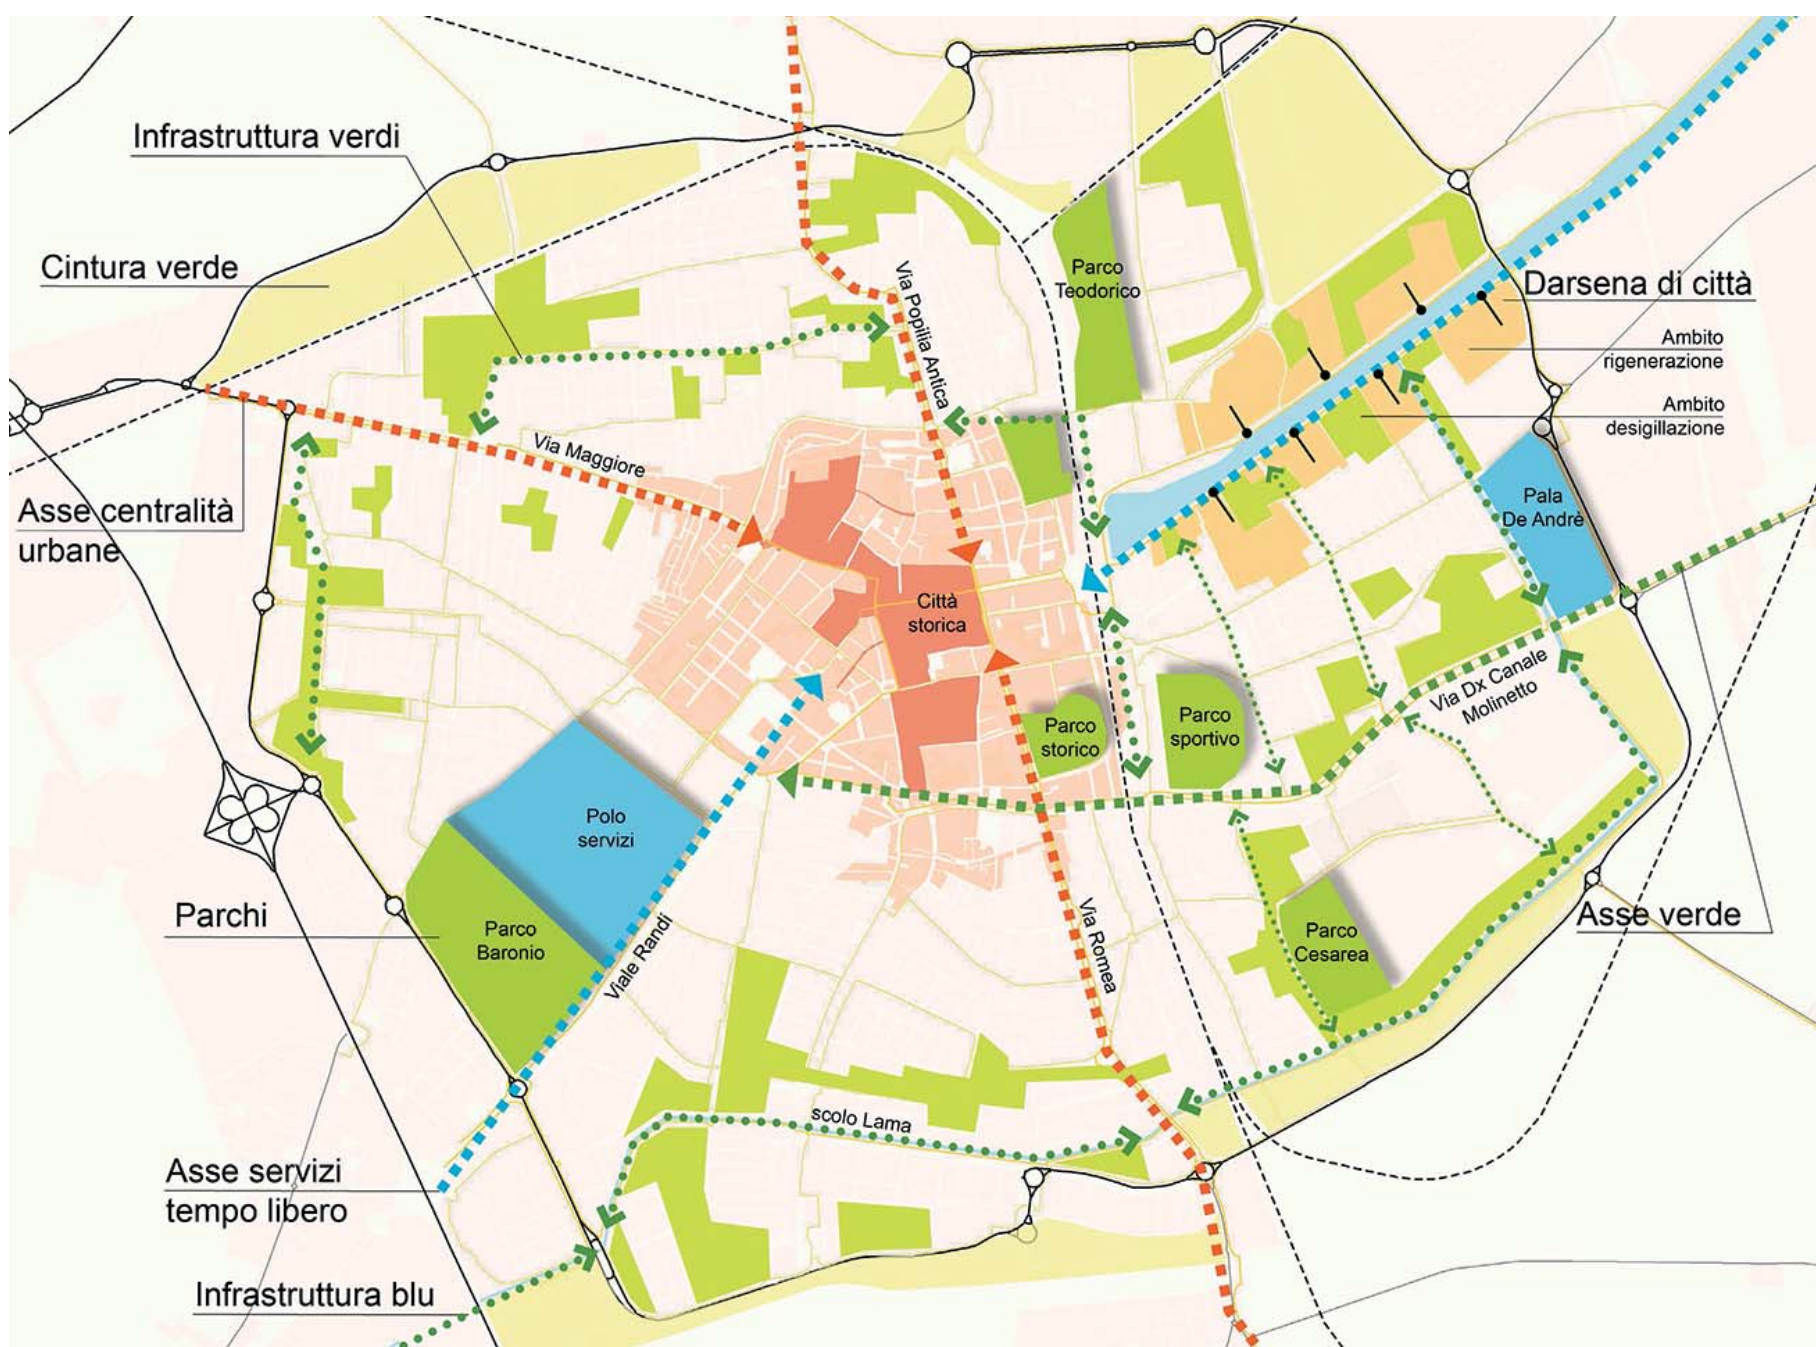 Infrastruttura verdi
Cintura verde
Via Popilia Antica
Parco
Teodorico
Darsena di città
Ambito
rigenerazione
Ambito
desigillazione
Via Maggiore
Asse centralità
urbane
Pala
De Andrè
Città
storica
Via Dx Canale
Molinetto
Parco
storico
Parco
sportivo
Polo
servizi
Parchi
Parco
Baronio
Viale Randi
Via Romea
Parco
Cesarea
Asse verde
scolo Lama
Asse servizi
tempo libero
Infrastruttura blu